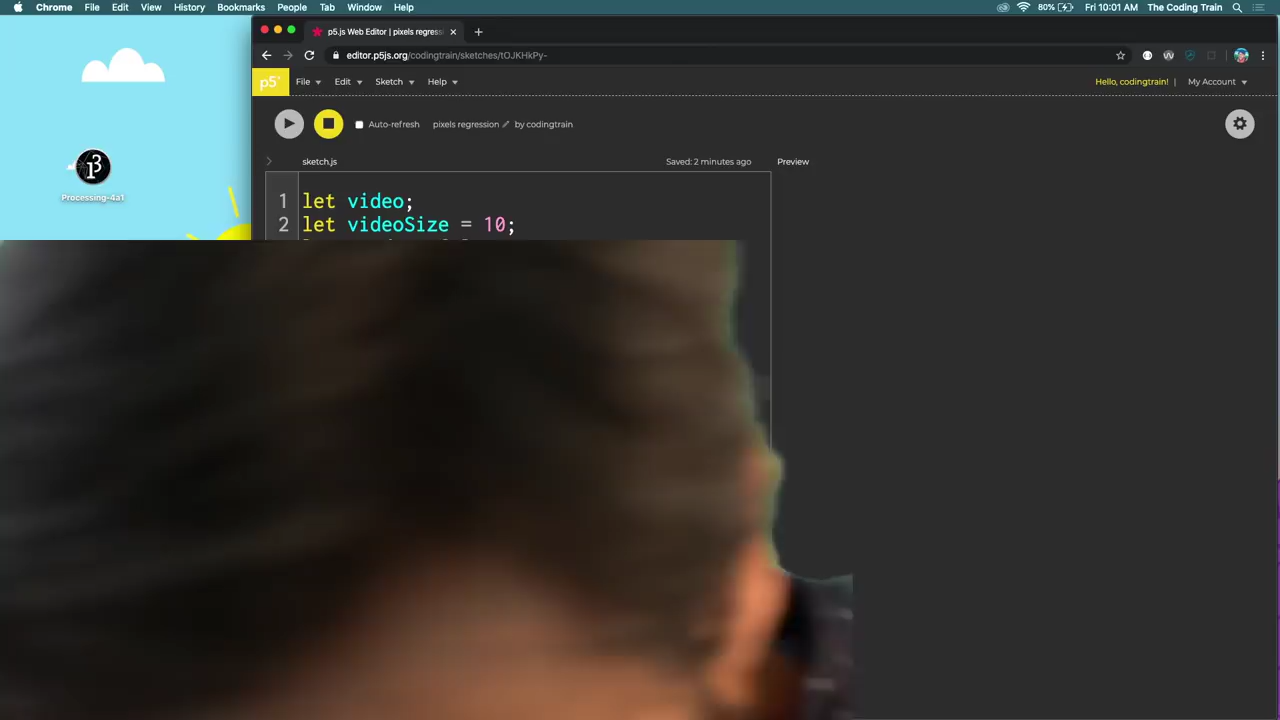 Chrome File Edit View History Bookmarks People Tab Window Help
80% Fri 10:01 AM The Coding Train
p5.js Web Editor | pixels regress
editor.p5js.org/codingtrain/sketches/tOJKHkPy-
p5* File Edit Sketch Help Hello, codingtrain! | My Account
Auto-refresh pixels regression by codingtrain
sketch.js Saved: 2 minutes ago Preview
Processing-4a1
1 let video;
2 let videoSize = 10;